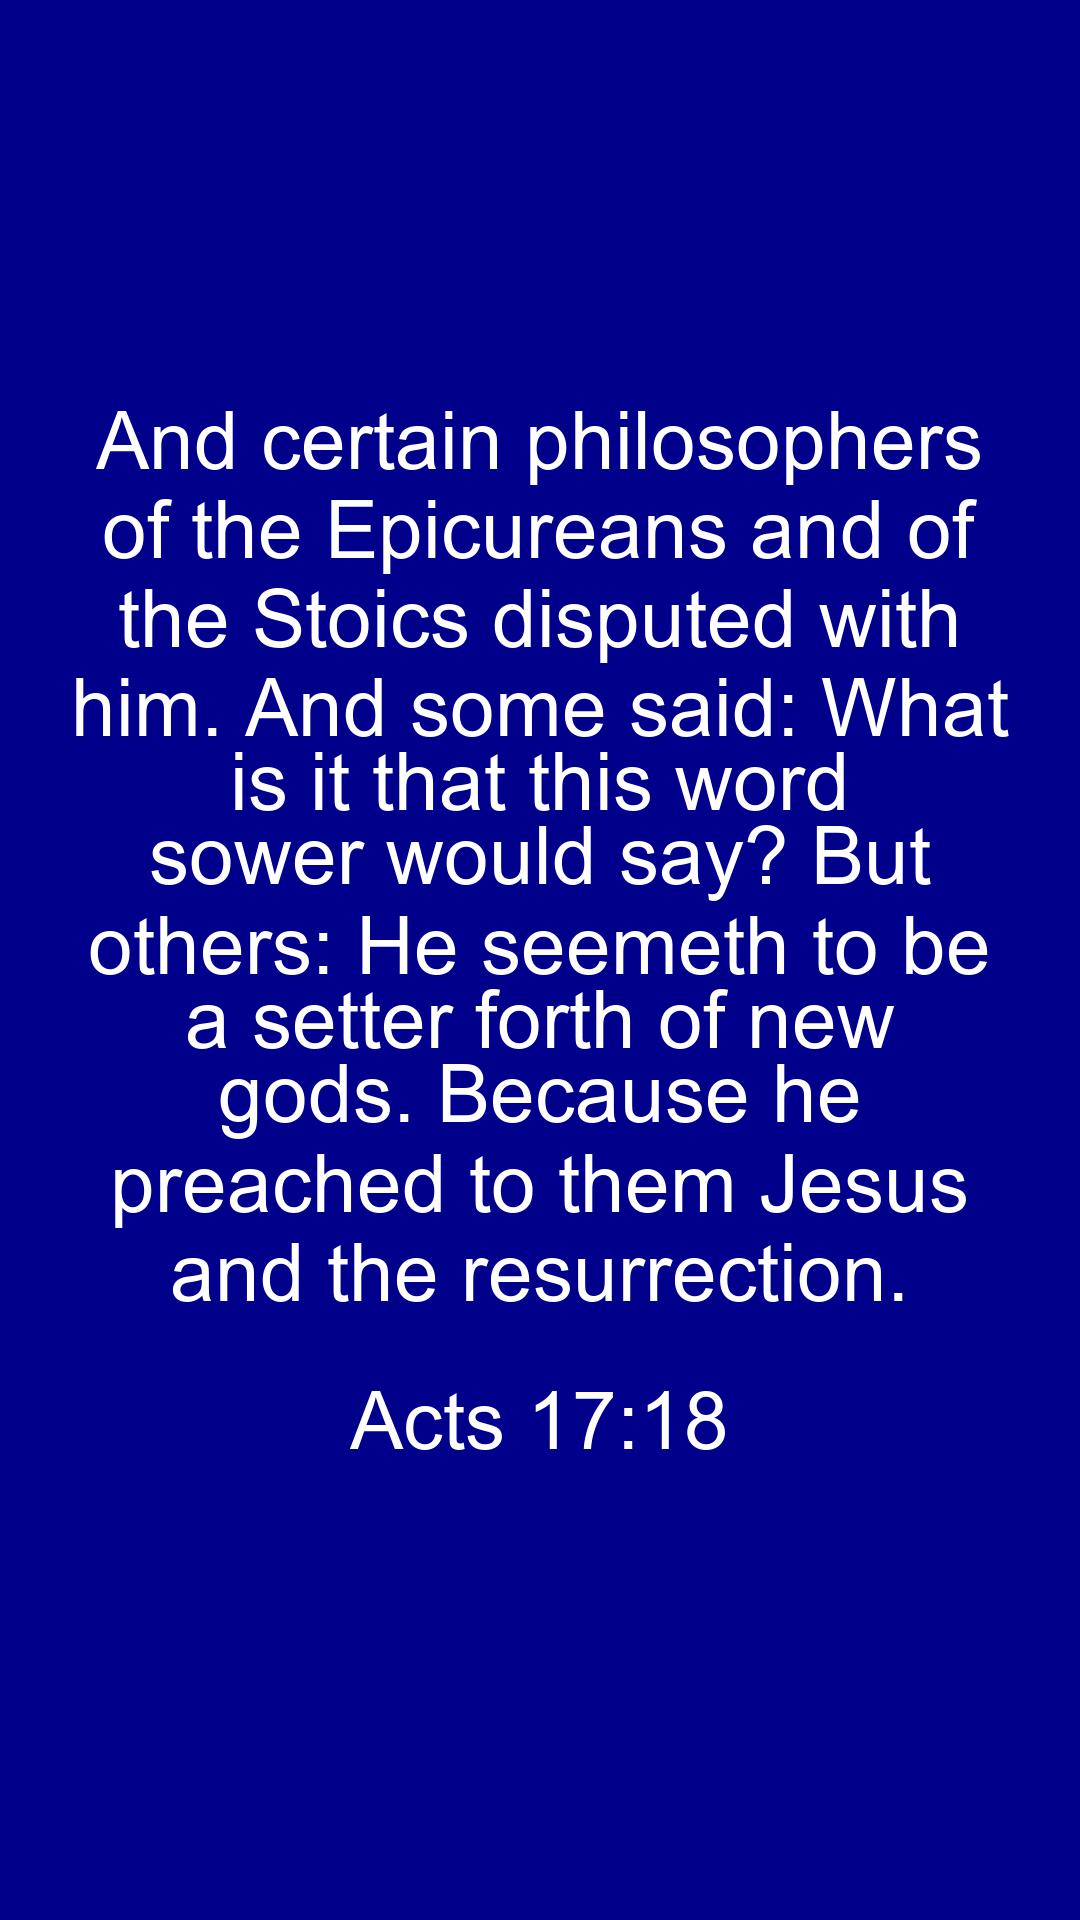 And certain philosophers
of the Epicureans and of
the Stoics disputed with
him. And some said: What
is it that this word
sower would say? But
others: He seemeth to be
a setter forth of new
gods. Because he
preached to them Jesus
and the resurrection.
Acts 17:18